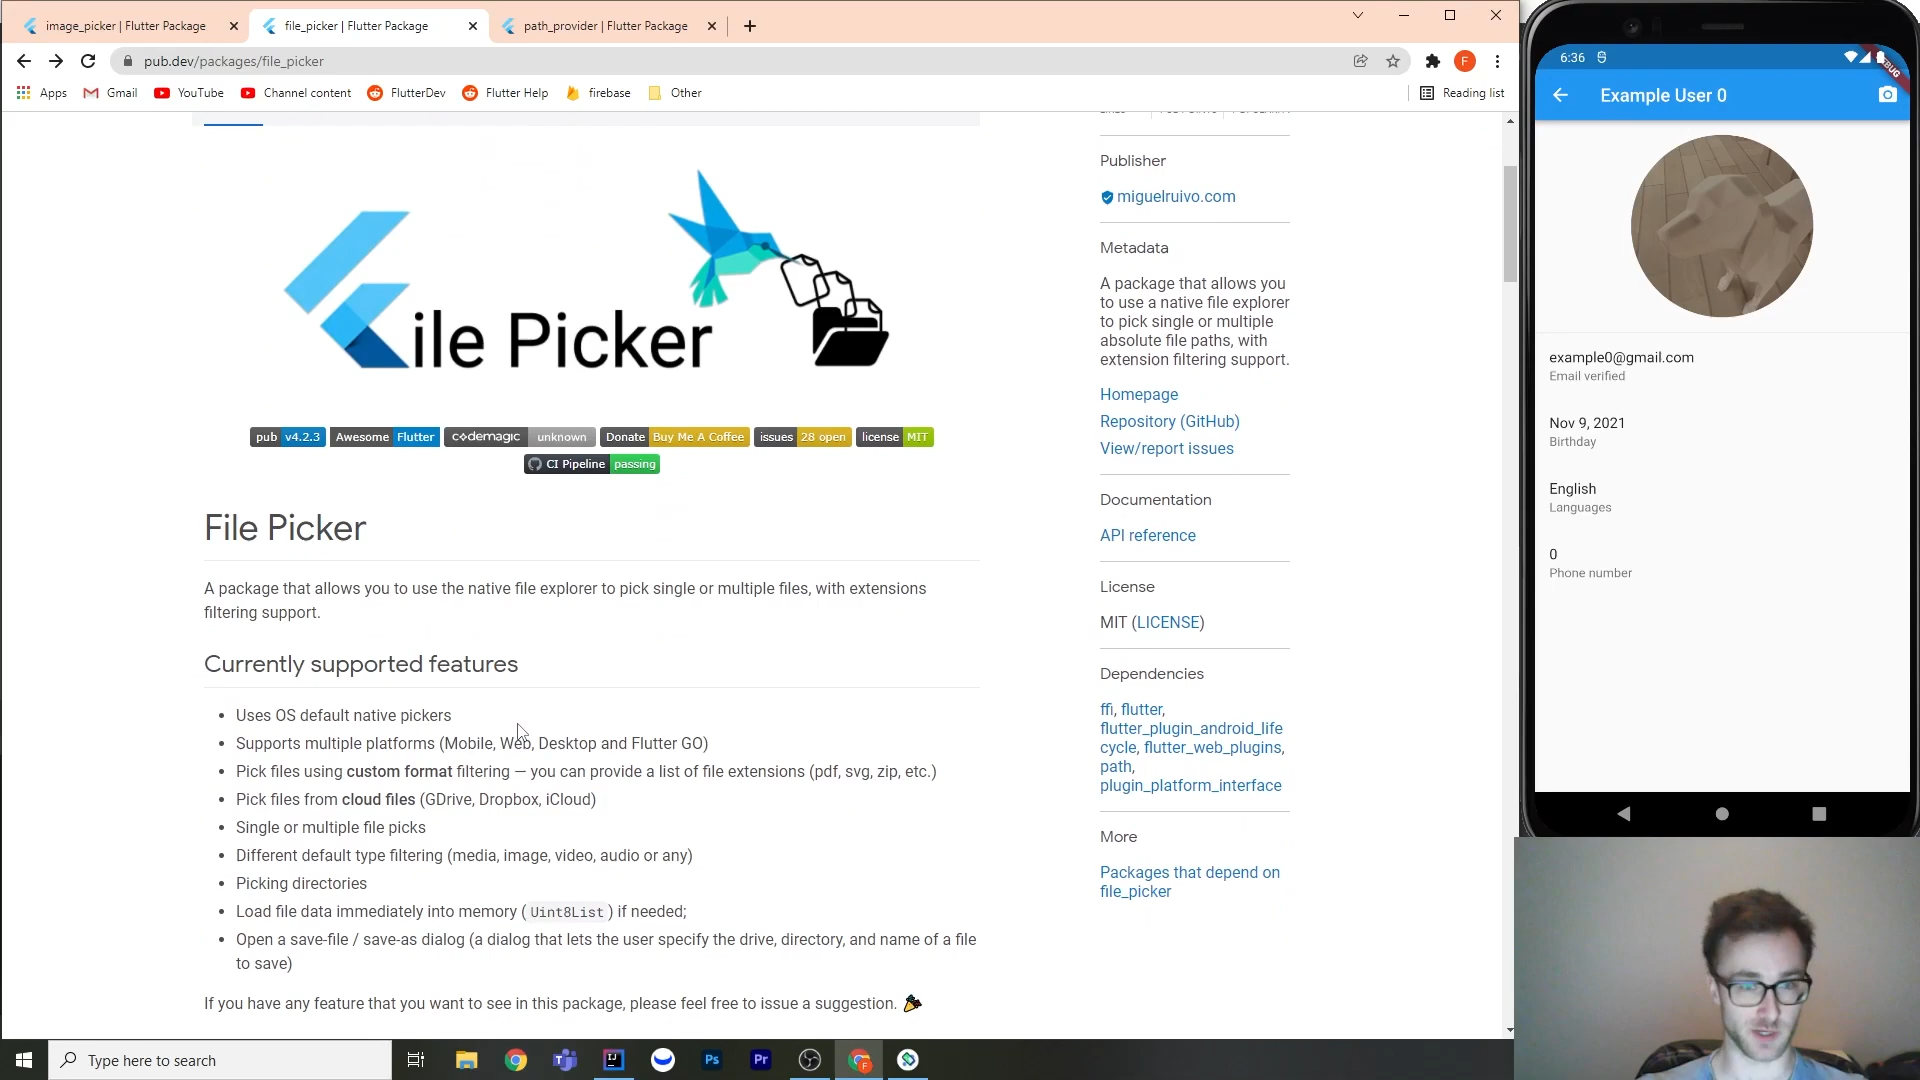 image_picker | Flutter Package
file_picker | Flutter Package
path_provider | Flutter Package
pub.dev/packages/file_picker
Apps
Gmail
YouTube
Channel content
FlutterDev
Flutter Help
firebase
Other
Reading list
ile Picker
pub v4.2.3
Awesome Flutter
codemagic unknown
Donate Buy Me A Coffee
issues 28 open
license MIT
CI Pipeline passing
File Picker
A package that allows you to use the native file explorer to pick single or multiple files, with extensions
filtering support.
Currently supported features
• Uses OS default native pickers
• Supports multiple platforms (Mobile, Web, Desktop and Flutter GO)
• Pick files using custom format filtering — you can provide a list of file extensions (pdf, svg, zip, etc.)
• Pick files from cloud files (GDrive, Dropbox, iCloud)
• Single or multiple file picks
• Different default type filtering (media, image, video, audio or any)
• Picking directories
• Load file data immediately into memory (Uint8List) if needed;
• Open a save-file / save-as dialog (a dialog that lets the user specify the drive, directory, and name of a file
to save)
If you have any feature that you want to see in this package, please feel free to issue a suggestion. 🎉
Publisher
miguelruivo.com
Metadata
A package that allows you
to use a native file explorer
to pick single or multiple
absolute file paths, with
extension filtering support.
Homepage
Repository (GitHub)
View/report issues
Documentation
API reference
License
MIT (LICENSE)
Dependencies
ffi, flutter,
flutter_plugin_android_life
cycle, flutter_web_plugins,
path,
plugin_platform_interface
More
Packages that depend on
file_picker
6:36
Example User 0
example0@gmail.com
Email verified
Nov 9, 2021
Birthday
English
Languages
0
Phone number
Type here to search